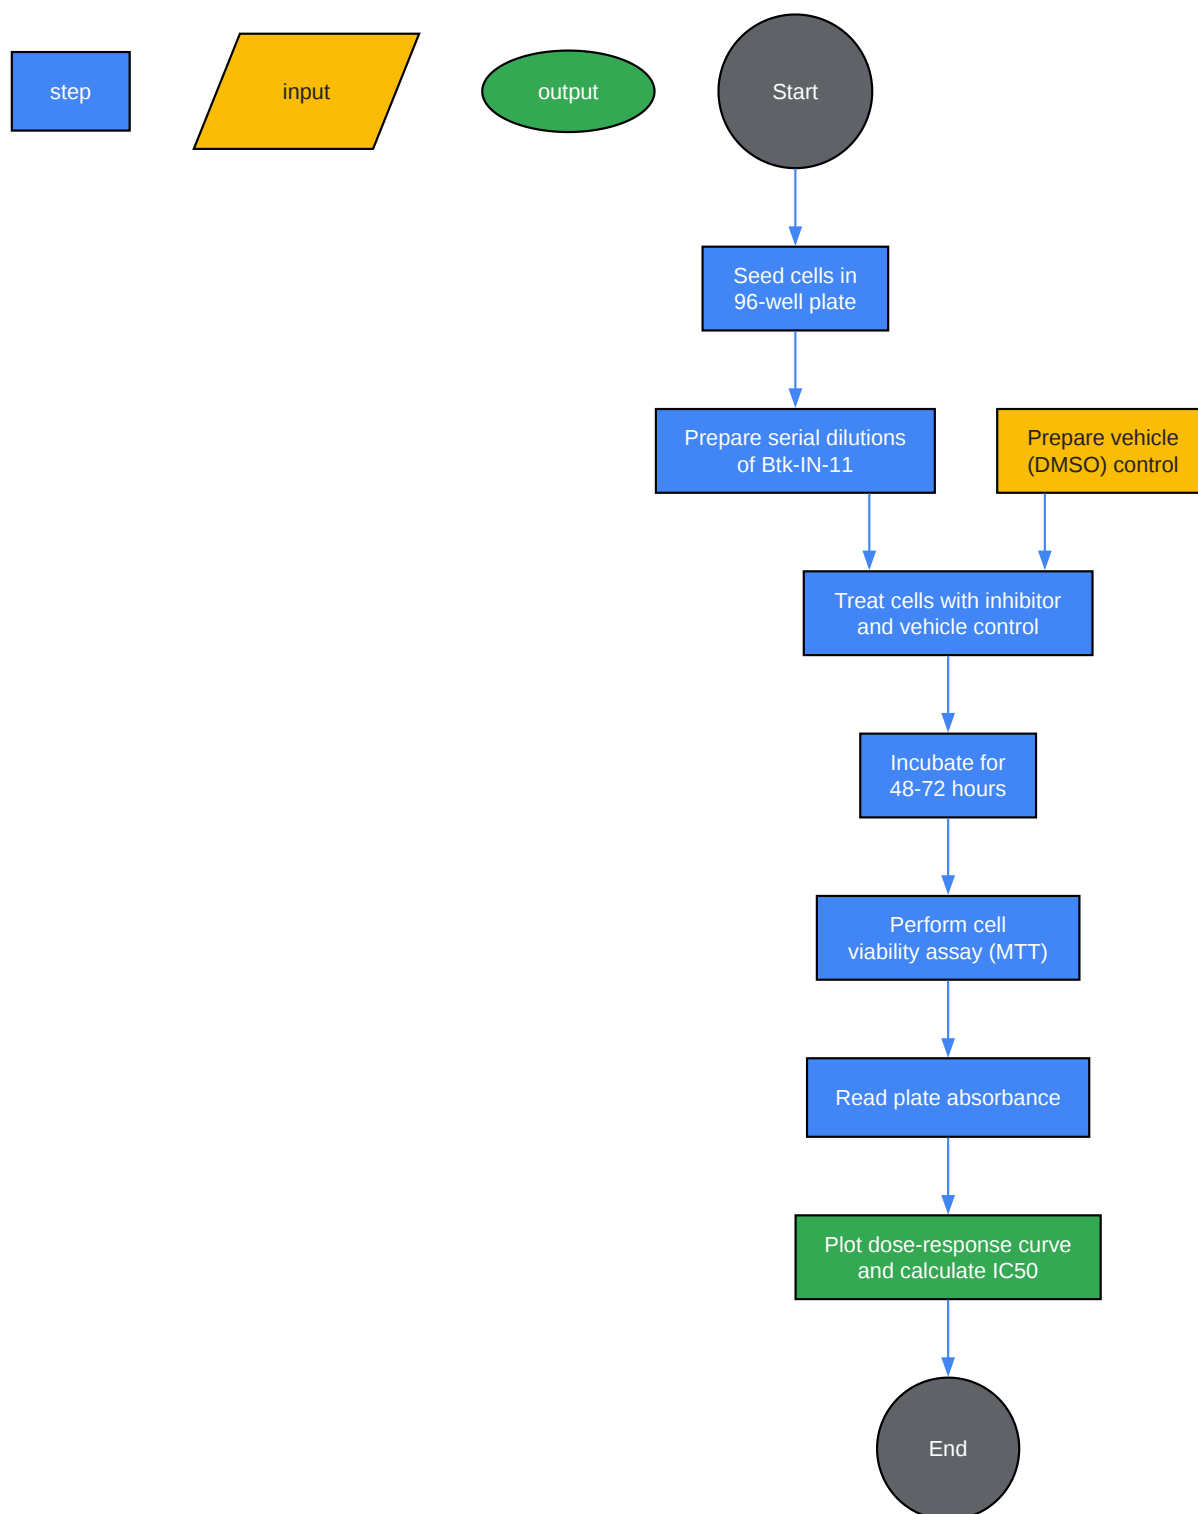 step
input
output
Start
Seed cells in
96-well plate
Prepare serial dilutions
of Btk-IN-11
Prepare vehicle
(DMSO) control
Treat cells with inhibitor
and vehicle control
Incubate for
48-72 hours
Perform cell
viability assay (MTT)
Read plate absorbance
Plot dose-response curve
and calculate IC50
End